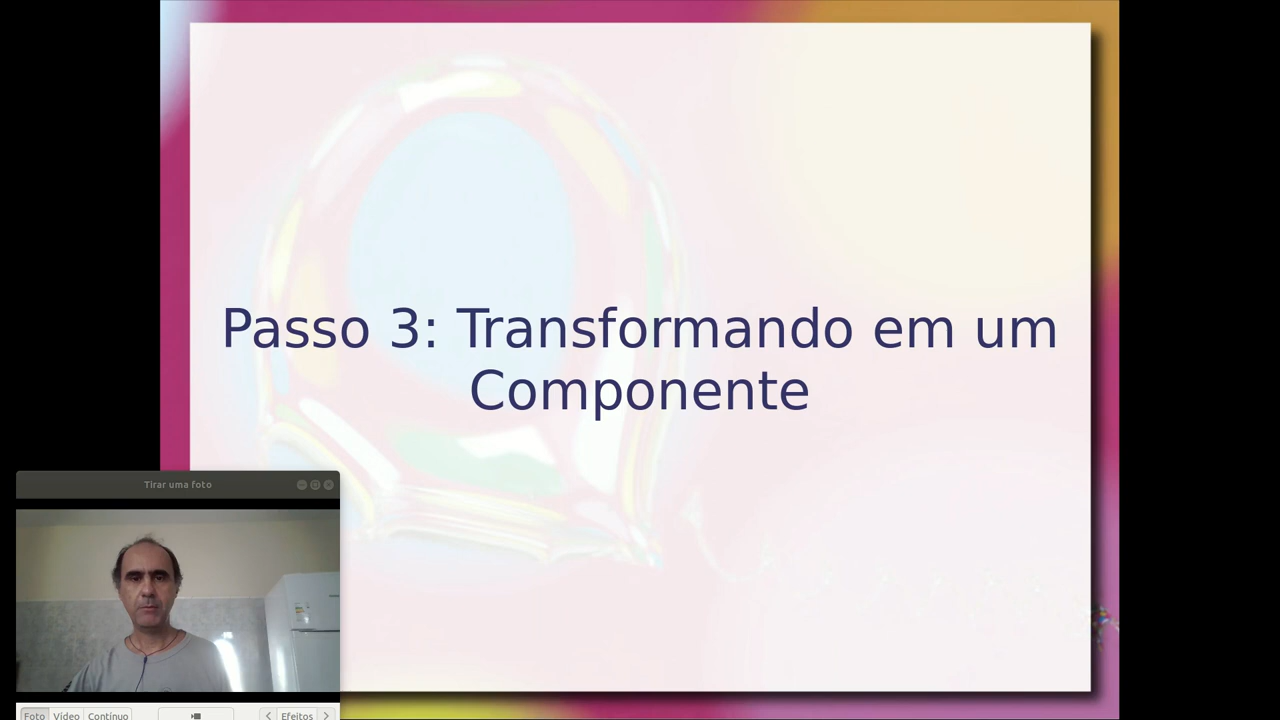 Passo 3: Transformando em um
Componente
Tirar uma foto
Foto Vídeo Contínuo
Efeitos